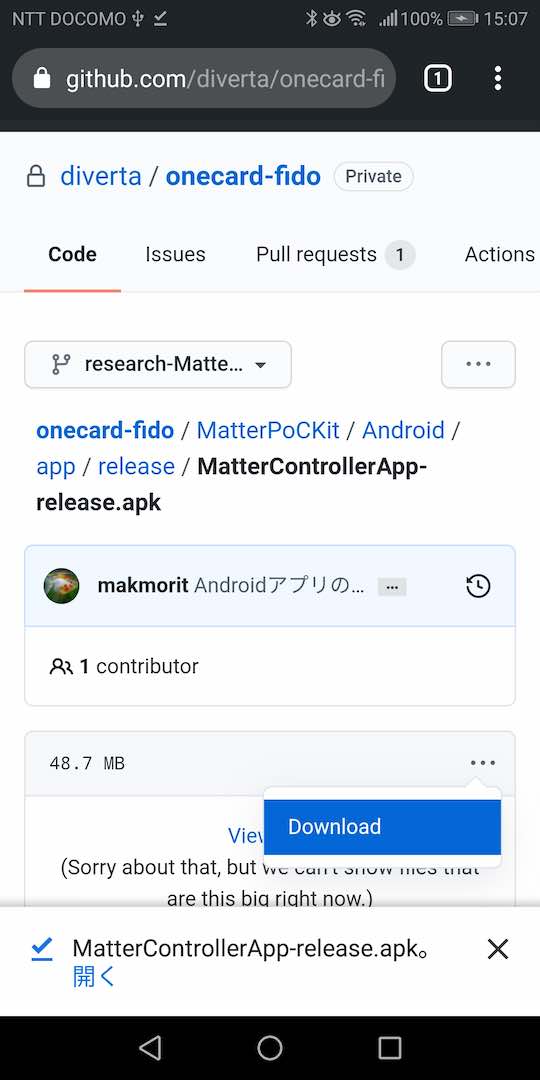 NTT DOCOMO 100% 15:07
github.com/diverta/onecard-fi 1
diverta / onecard-fido Private
Code Issues Pull requests 1 Actions
research-Matte...
onecard-fido / MatterPoCKit / Android /
app / release / MatterControllerApp-
release.apk
makmorit Androidアプリの...
1 contributor
48.7 MB
Download
(Sorry about that, but we can't show files that
are this big right now.)
MatterControllerApp-release.apk。
開く